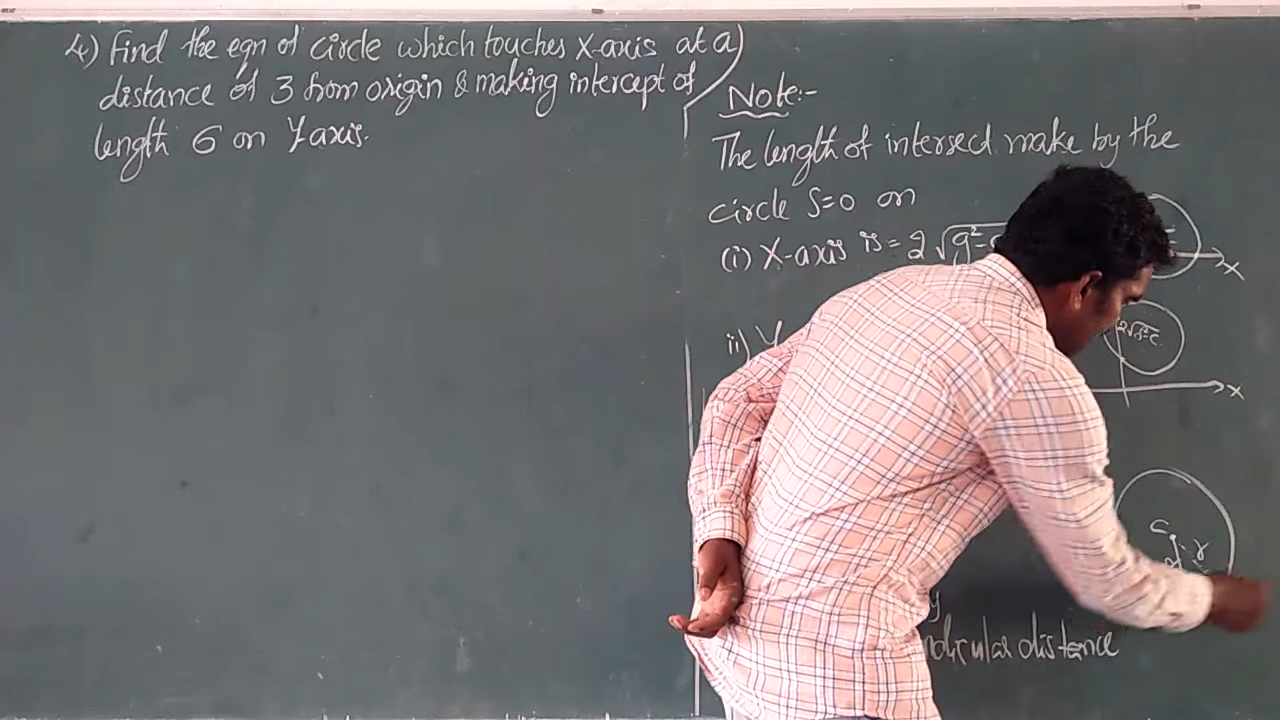 4) Find the eqn of circle which touches X-axis at a
distance of 3 from origin & making intercept of
length 6 on Y axis.
Note:-
The length of intersect make by the
circle S=0 on
(i) X-axis is = 2√g²-c
X
ii) Y
2√f²-c
X
C
d
r
distance